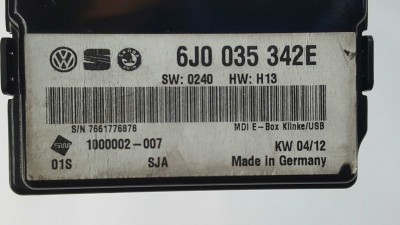 6J0 035 342E
SW: 0240 HW: H13
S/N 7661776878 MDI E-Box Klinke/USB
1000002-007 KW 04/12
01S SJA Made in Germany